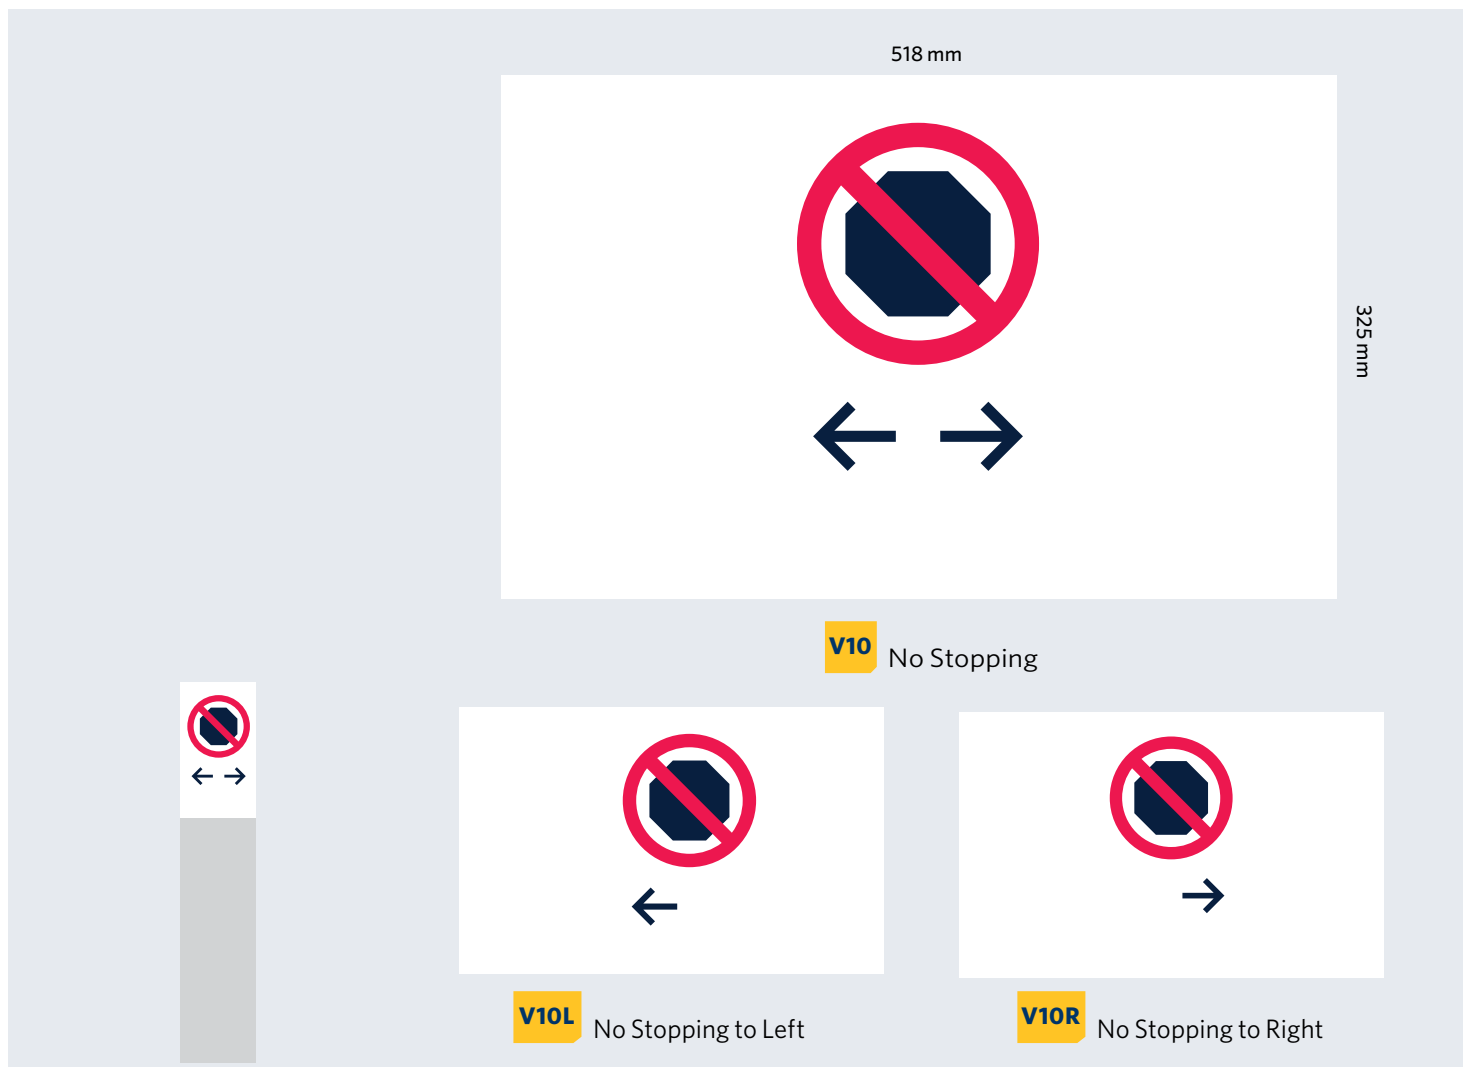 518 mm
325 mm
V10 No Stopping
V10L No Stopping to Left
V10R No Stopping to Right